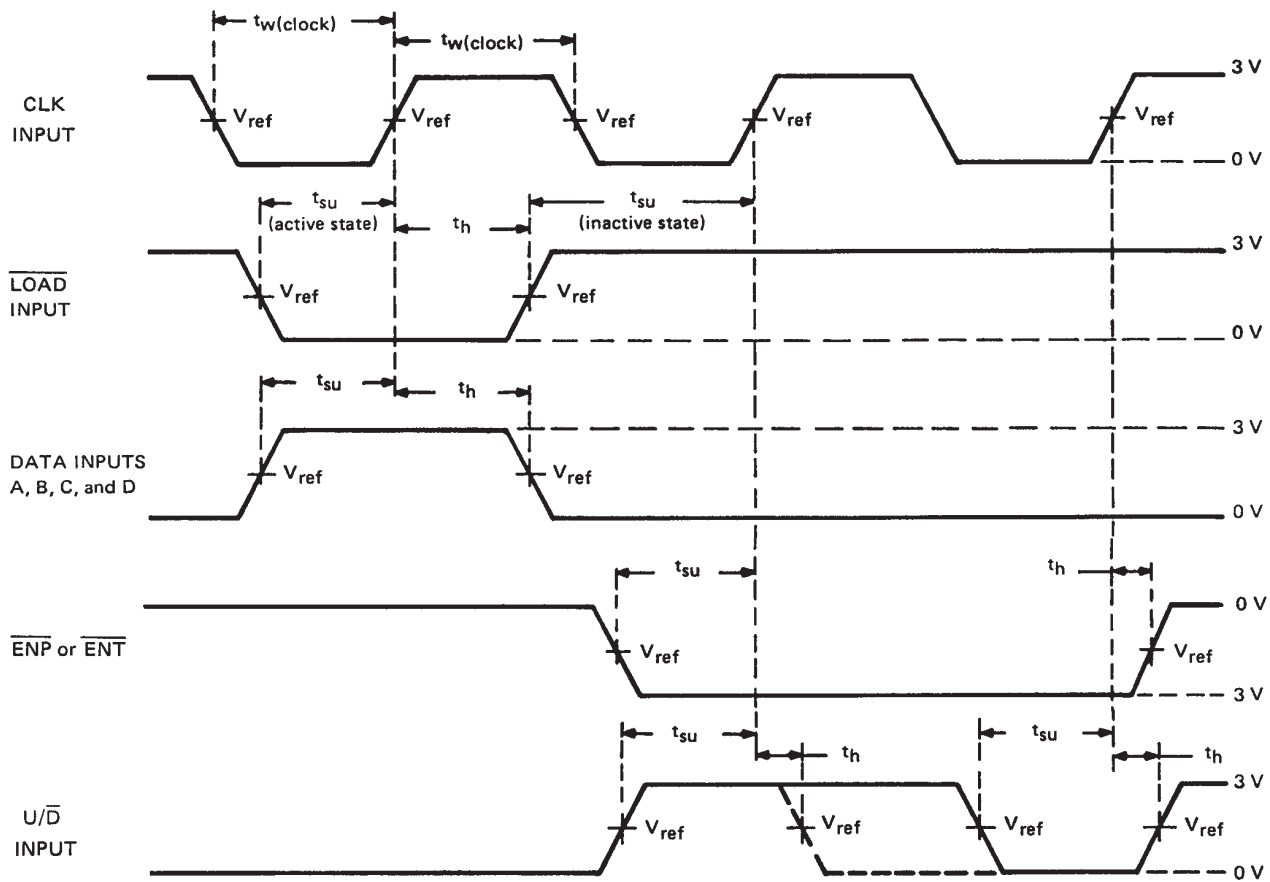 tw(clock)
tw(clock)
3 V
CLK
INPUT
Vref
Vref
Vref
Vref
Vref
0 V
tsu
(active state)
th
tsu
(inactive state)
3 V
LOAD
INPUT
Vref
Vref
0 V
tsu
th
3 V
DATA INPUTS
A, B, C, and D
Vref
Vref
0 V
tsu
th
0 V
ENP or ENT
Vref
Vref
3 V
tsu
th
tsu
th
3 V
U/D
INPUT
Vref
Vref
Vref
Vref
0 V